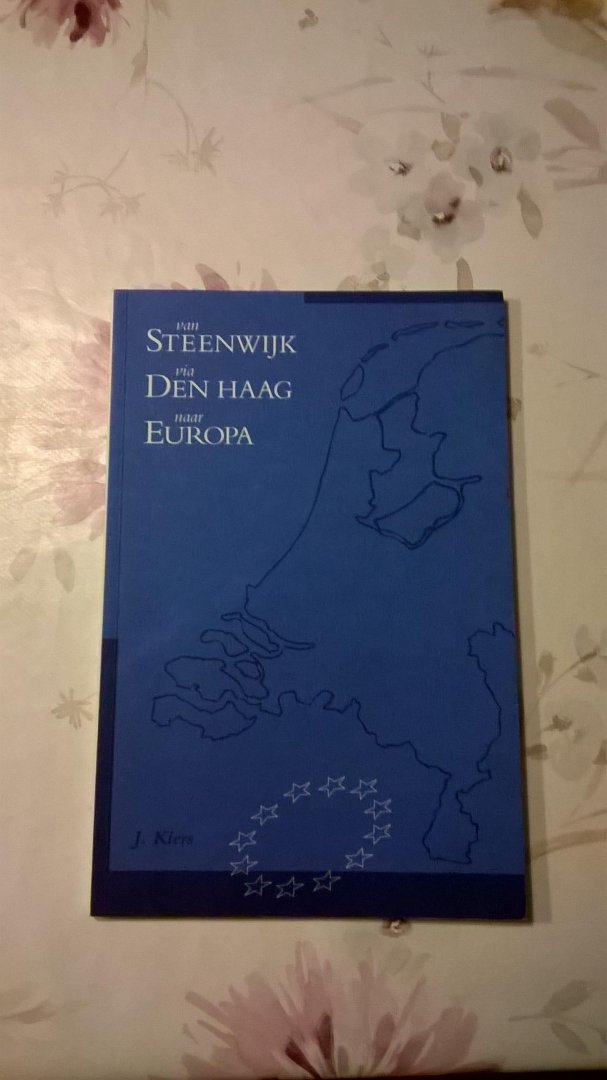 van
STEENWIJK
via
DEN HAAG
naar
EUROPA
J. Kiers